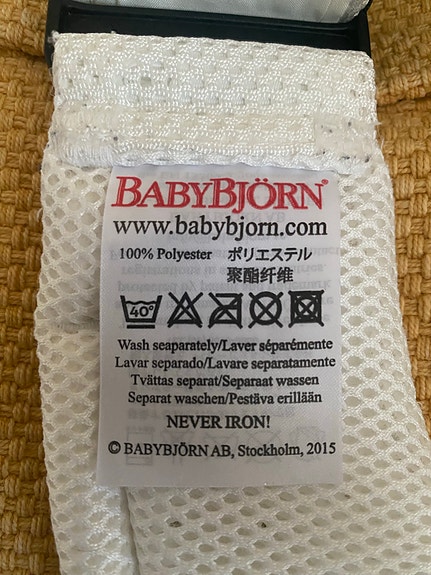 BABYBJÖRN®
www.babybjorn.com
100% Polyester ポリエステル
聚酯纤维
40°
Wash seaparately/Laver séparémente
Lavar separado/Lavare separatamente
Tvättas separat/Separaat wassen
Separat waschen/Pestäva erillään
NEVER IRON!
© BABYBJÖRN AB, Stockholm, 2015